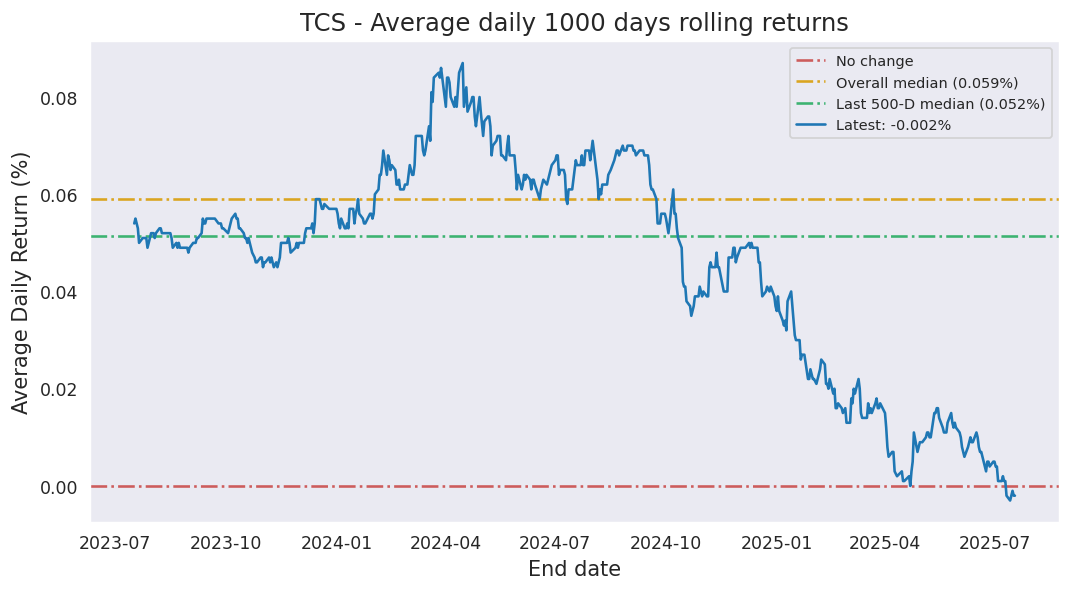 TCS - Average daily 1000 days rolling returns
No change
Overall median (0.059%)
Last 500-D median (0.052%)
Latest: -0.002%
Average Daily Return (%)
0.08
0.06
0.04
0.02
0.00
2023-07 2023-10 2024-01 2024-04 2024-07 2024-10 2025-01 2025-04 2025-07
End date